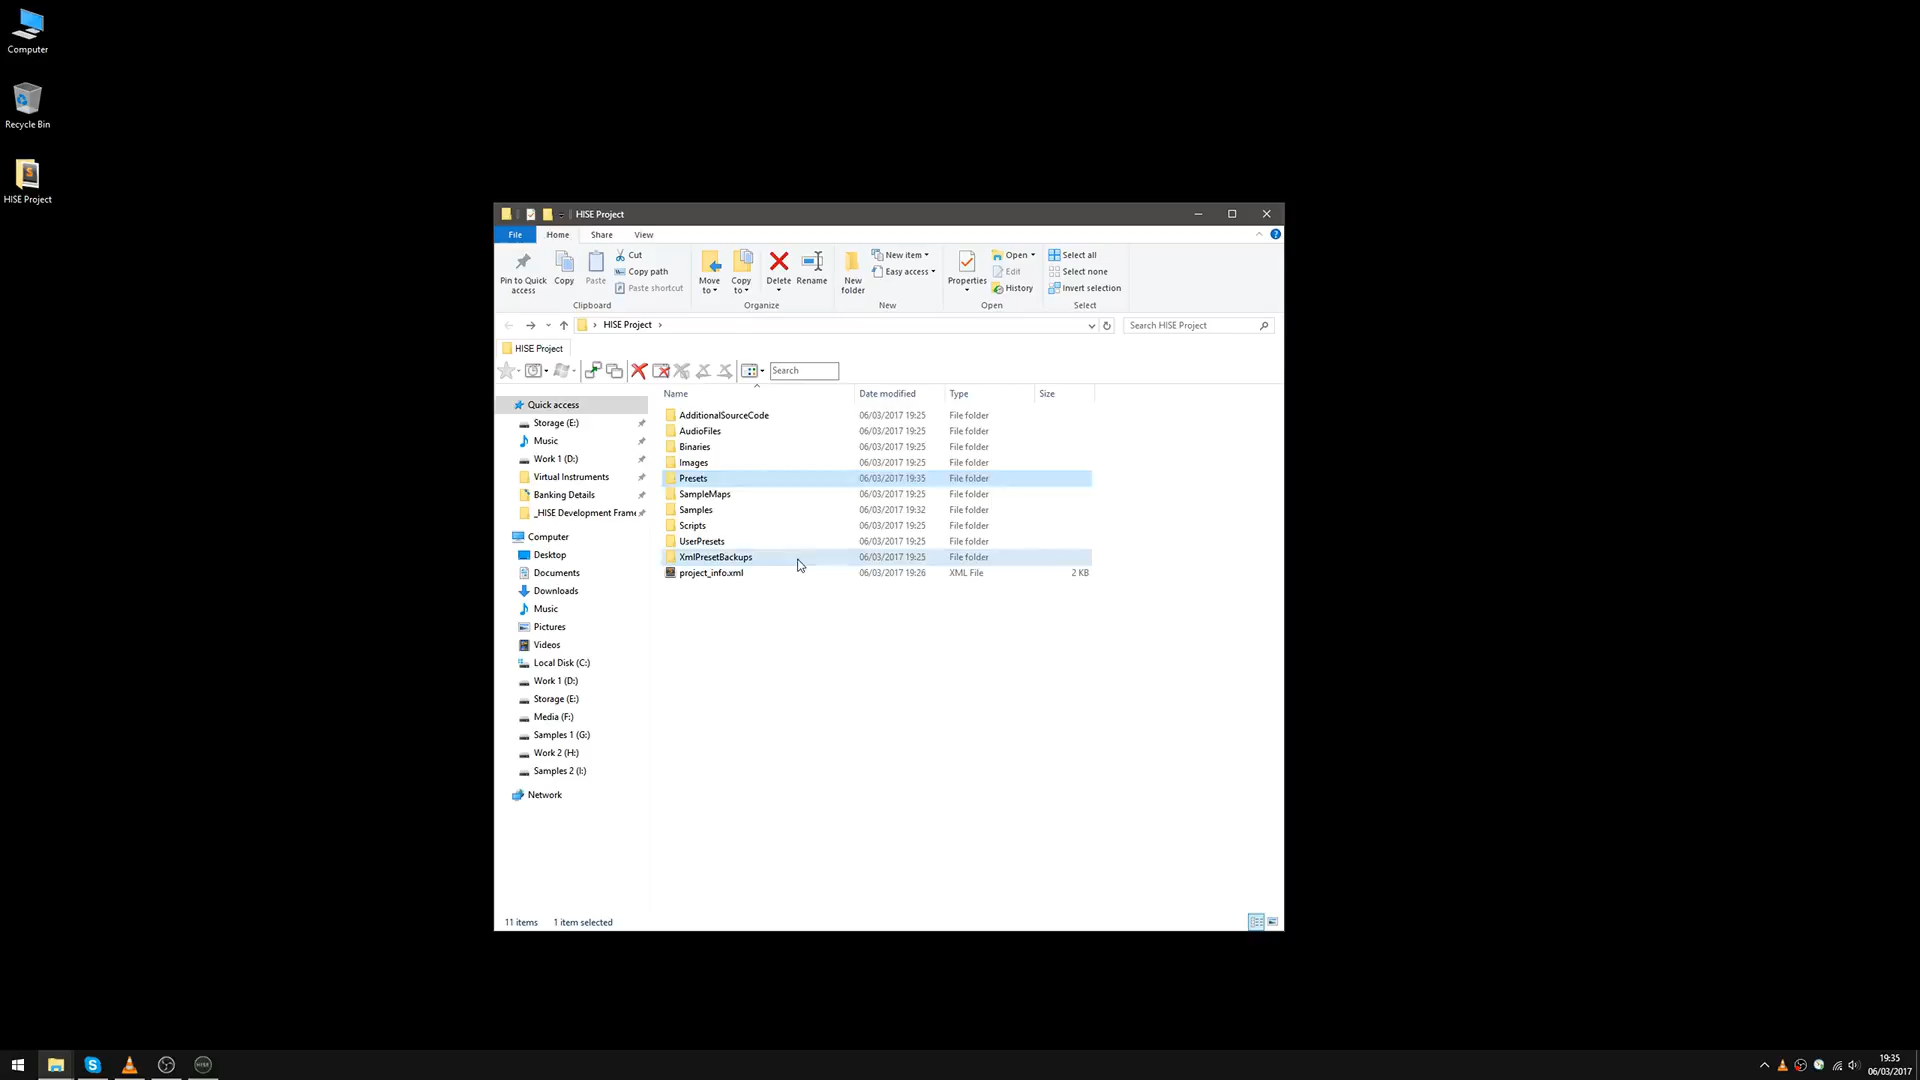 Computer
Recycle Bin
HISE Project
HISE Project
File Home Share View
Pin to Quick access
Copy
Paste
Cut
Copy path
Paste shortcut
Clipboard
Move to
Copy to
Delete
Rename
Organize
New folder
New item
Easy access
New
Properties
Open
Edit
History
Open
Select all
Select none
Invert selection
Select
HISE Project
Search HISE Project
HISE Project
Search
Name Date modified Type Size
Quick access
Storage (E:)
Music
Work 1 (D:)
Virtual Instruments
Banking Details
_HISE Development Frame
Computer
Desktop
Documents
Downloads
Music
Pictures
Videos
Local Disk (C:)
Work 1 (D:)
Storage (E:)
Media (F:)
Samples 1 (G:)
Work 2 (H:)
Samples 2 (I:)
Network
AdditionalSourceCode 06/03/2017 19:25 File folder
AudioFiles 06/03/2017 19:25 File folder
Binaries 06/03/2017 19:25 File folder
Images 06/03/2017 19:25 File folder
Presets 06/03/2017 19:35 File folder
SampleMaps 06/03/2017 19:25 File folder
Samples 06/03/2017 19:32 File folder
Scripts 06/03/2017 19:25 File folder
UserPresets 06/03/2017 19:25 File folder
XmlPresetBackups 06/03/2017 19:25 File folder
project_info.xml 06/03/2017 19:26 XML File 2 KB
11 items 1 item selected
HISE
19:35
06/03/2017